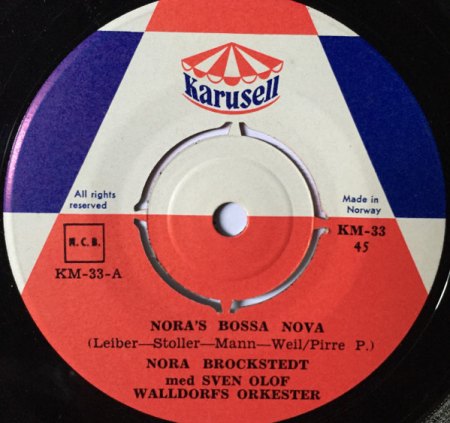 Karusell
All rights
reserved
Made in
Norway
N.C.B.
KM-33-A
KM-33
45
NORA'S BOSSA NOVA
(Leiber—Stoller—Mann—Weil/Pirre P.)
NORA BROCKSTEDT
med SVEN OLOF
WALLDORFS ORKESTER